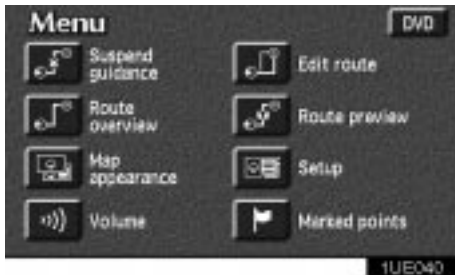 Menu
DVD
Suspend
guidance
Edit route
Route
overview
Route preview
Map
appearance
Setup
Volume
Marked points
1UE040